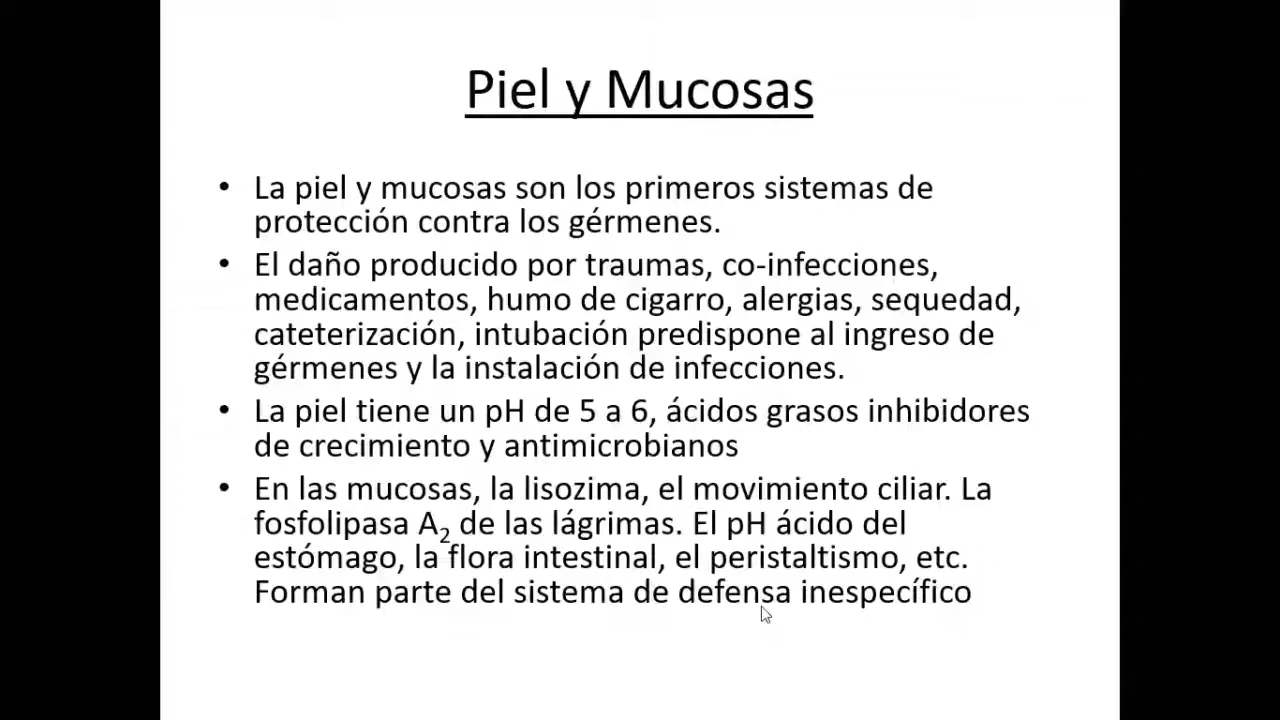 Piel y Mucosas
• La piel y mucosas son los primeros sistemas de
protección contra los gérmenes.
• El daño producido por traumas, co-infecciones,
medicamentos, humo de cigarro, alergias, sequedad,
cateterización, intubación predispone al ingreso de
gérmenes y la instalación de infecciones.
• La piel tiene un pH de 5 a 6, ácidos grasos inhibidores
de crecimiento y antimicrobianos
• En las mucosas, la lisozima, el movimiento ciliar. La
fosfolipasa A₂ de las lágrimas. El pH ácido del
estómago, la flora intestinal, el peristaltismo, etc.
Forman parte del sistema de defensa inespecífico